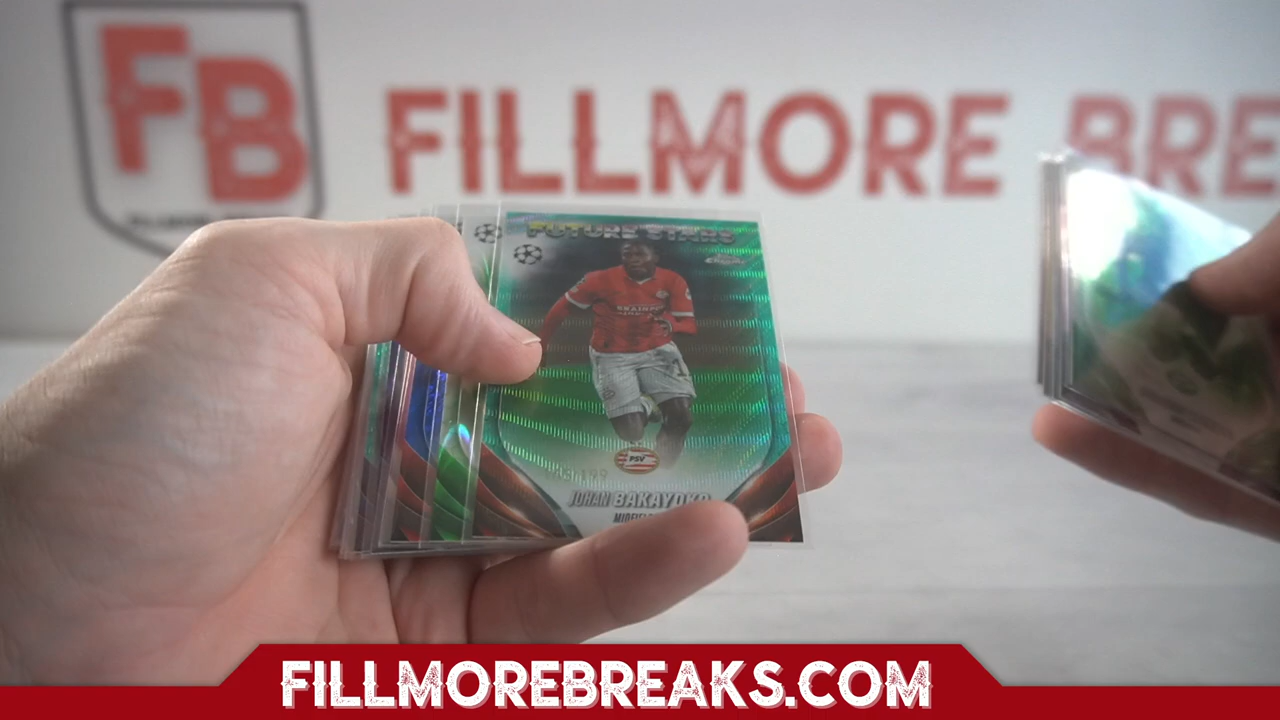 FB
FILLMORE BRE
FUTURE STARS
PSV
JOHAN BAKAYOKO
FILLMOREBREAKS.COM